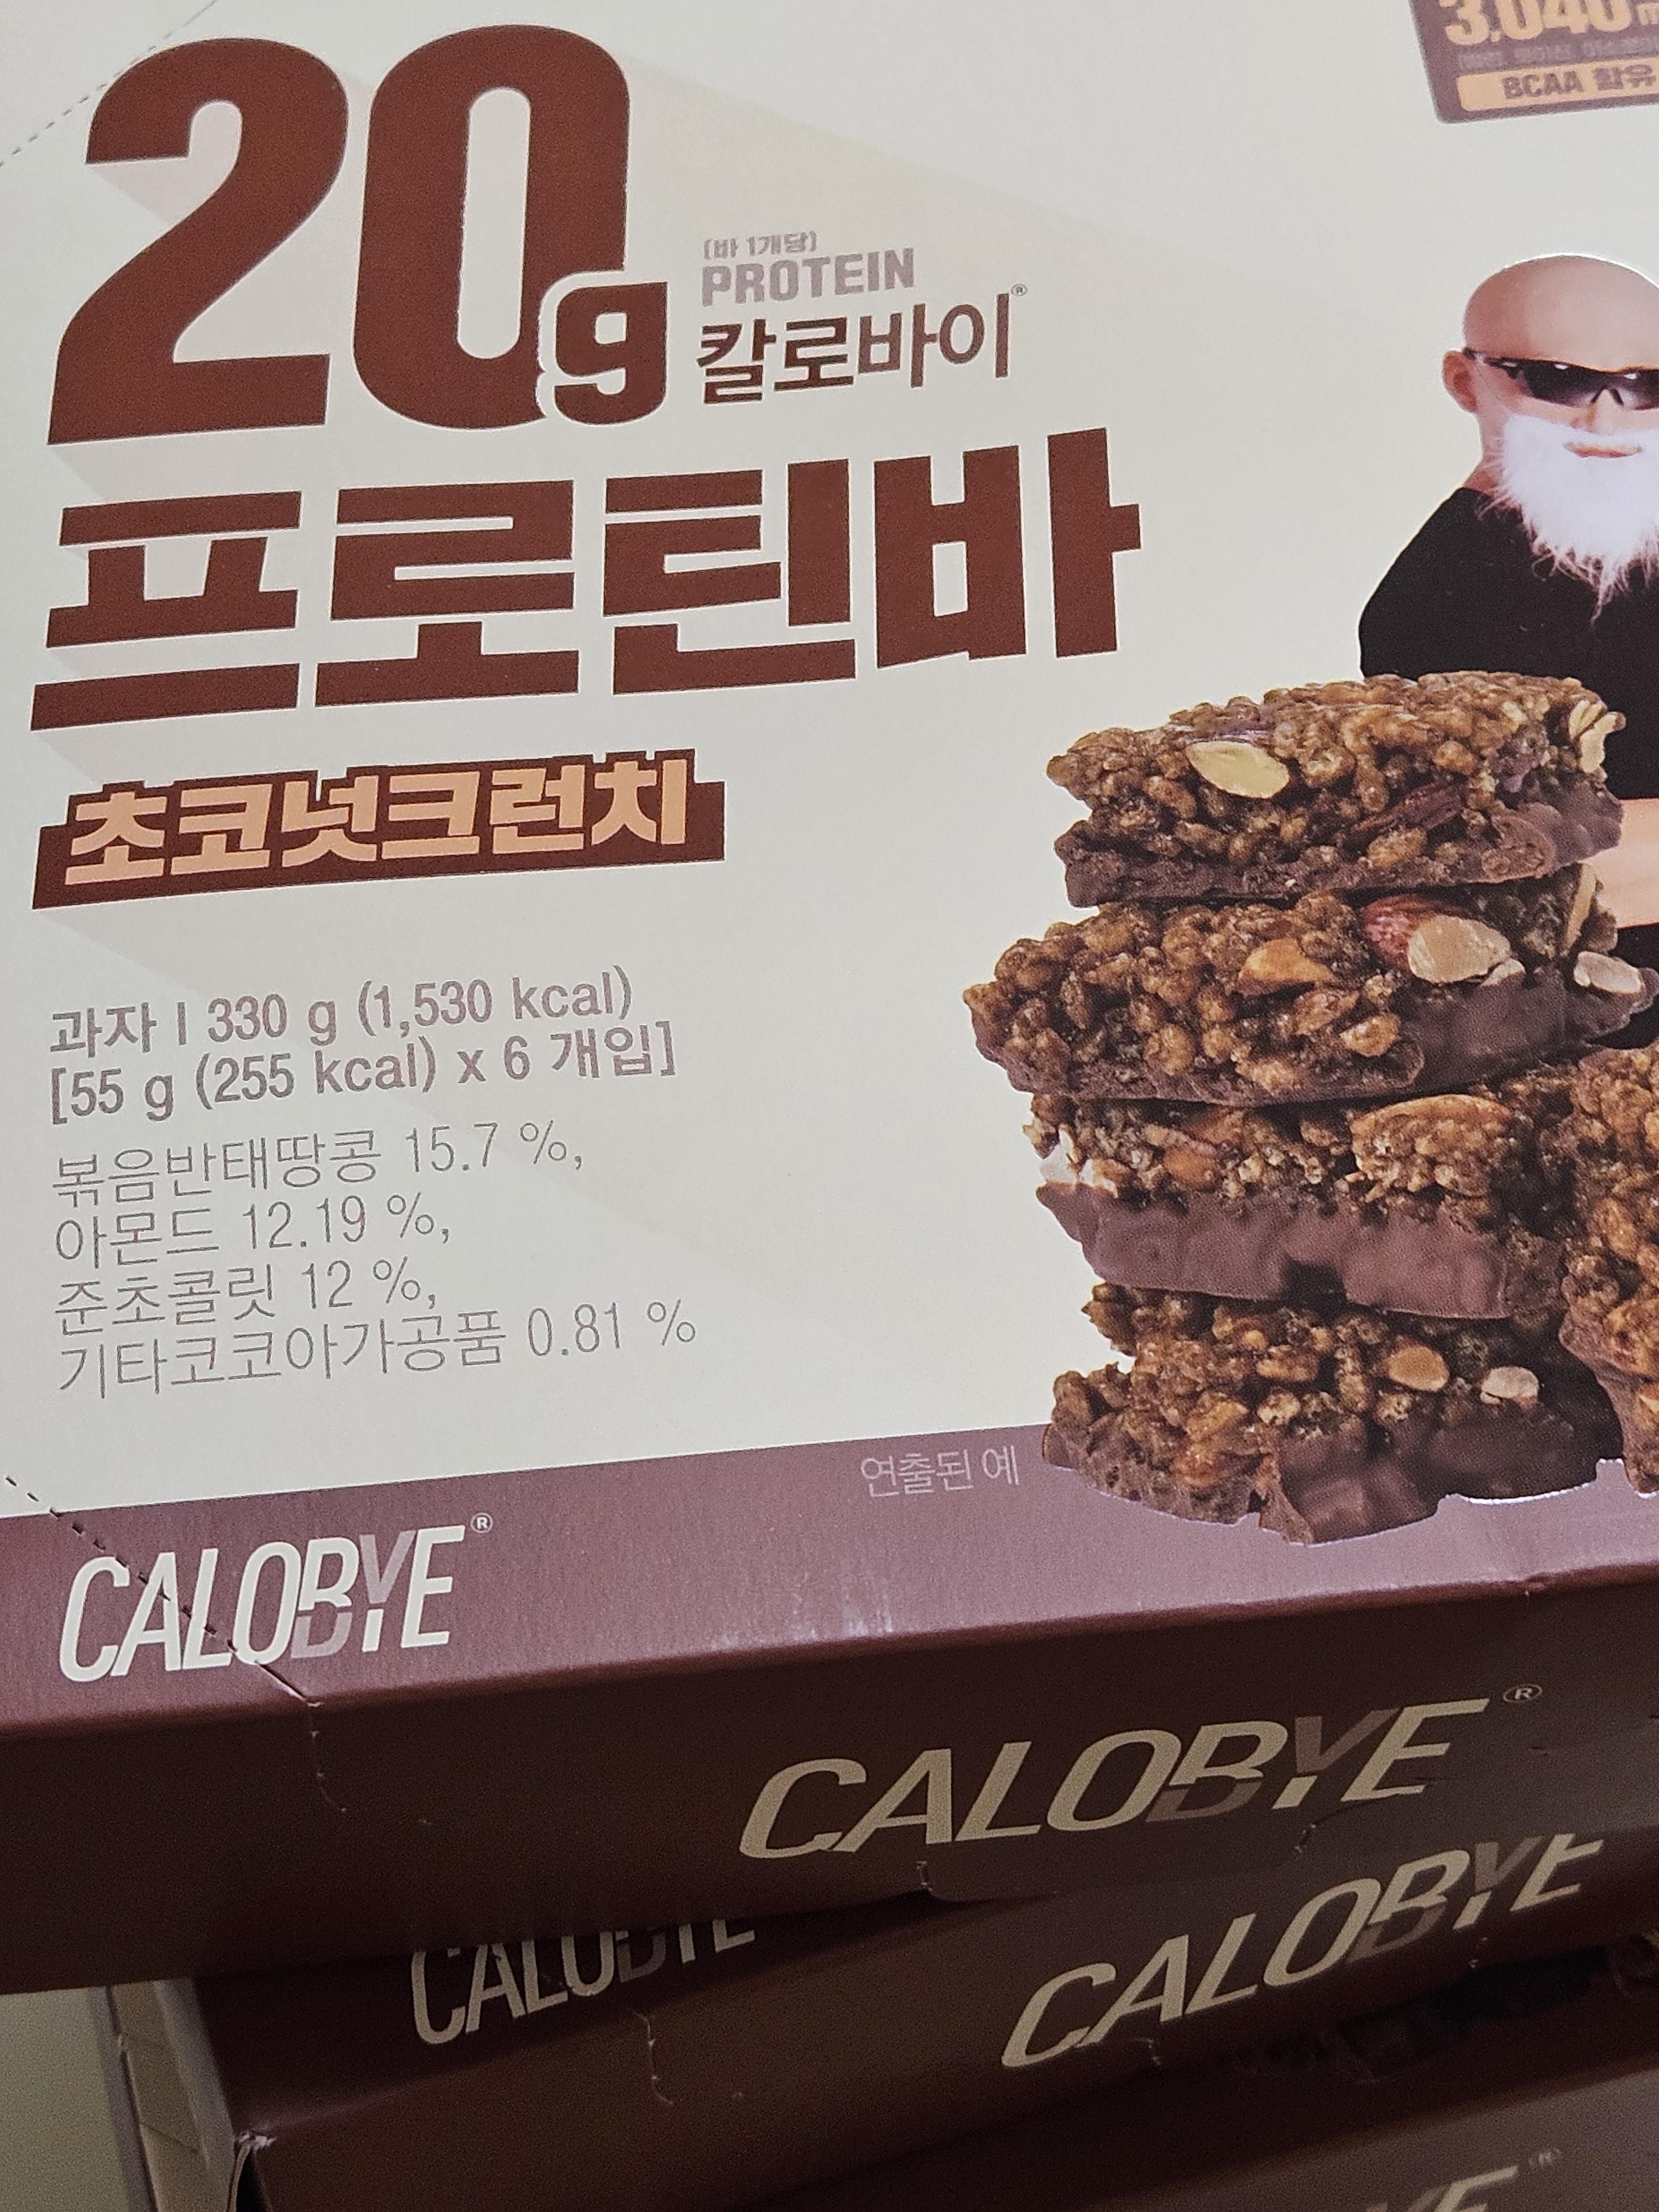 3,040
BCAA 함유
20g
(바 1개당)
PROTEIN
칼로바이®
프로틴바
초코넛크런치
과자 I 330 g (1,530 kcal)
[55 g (255 kcal) x 6 개입]
볶음반태땅콩 15.7 %,
아몬드 12.19 %,
준초콜릿 12 %,
기타코코아가공품 0.81 %
연출된 예
CALOBYE®
CALOBYE®
CALOBYE
CALOBYE